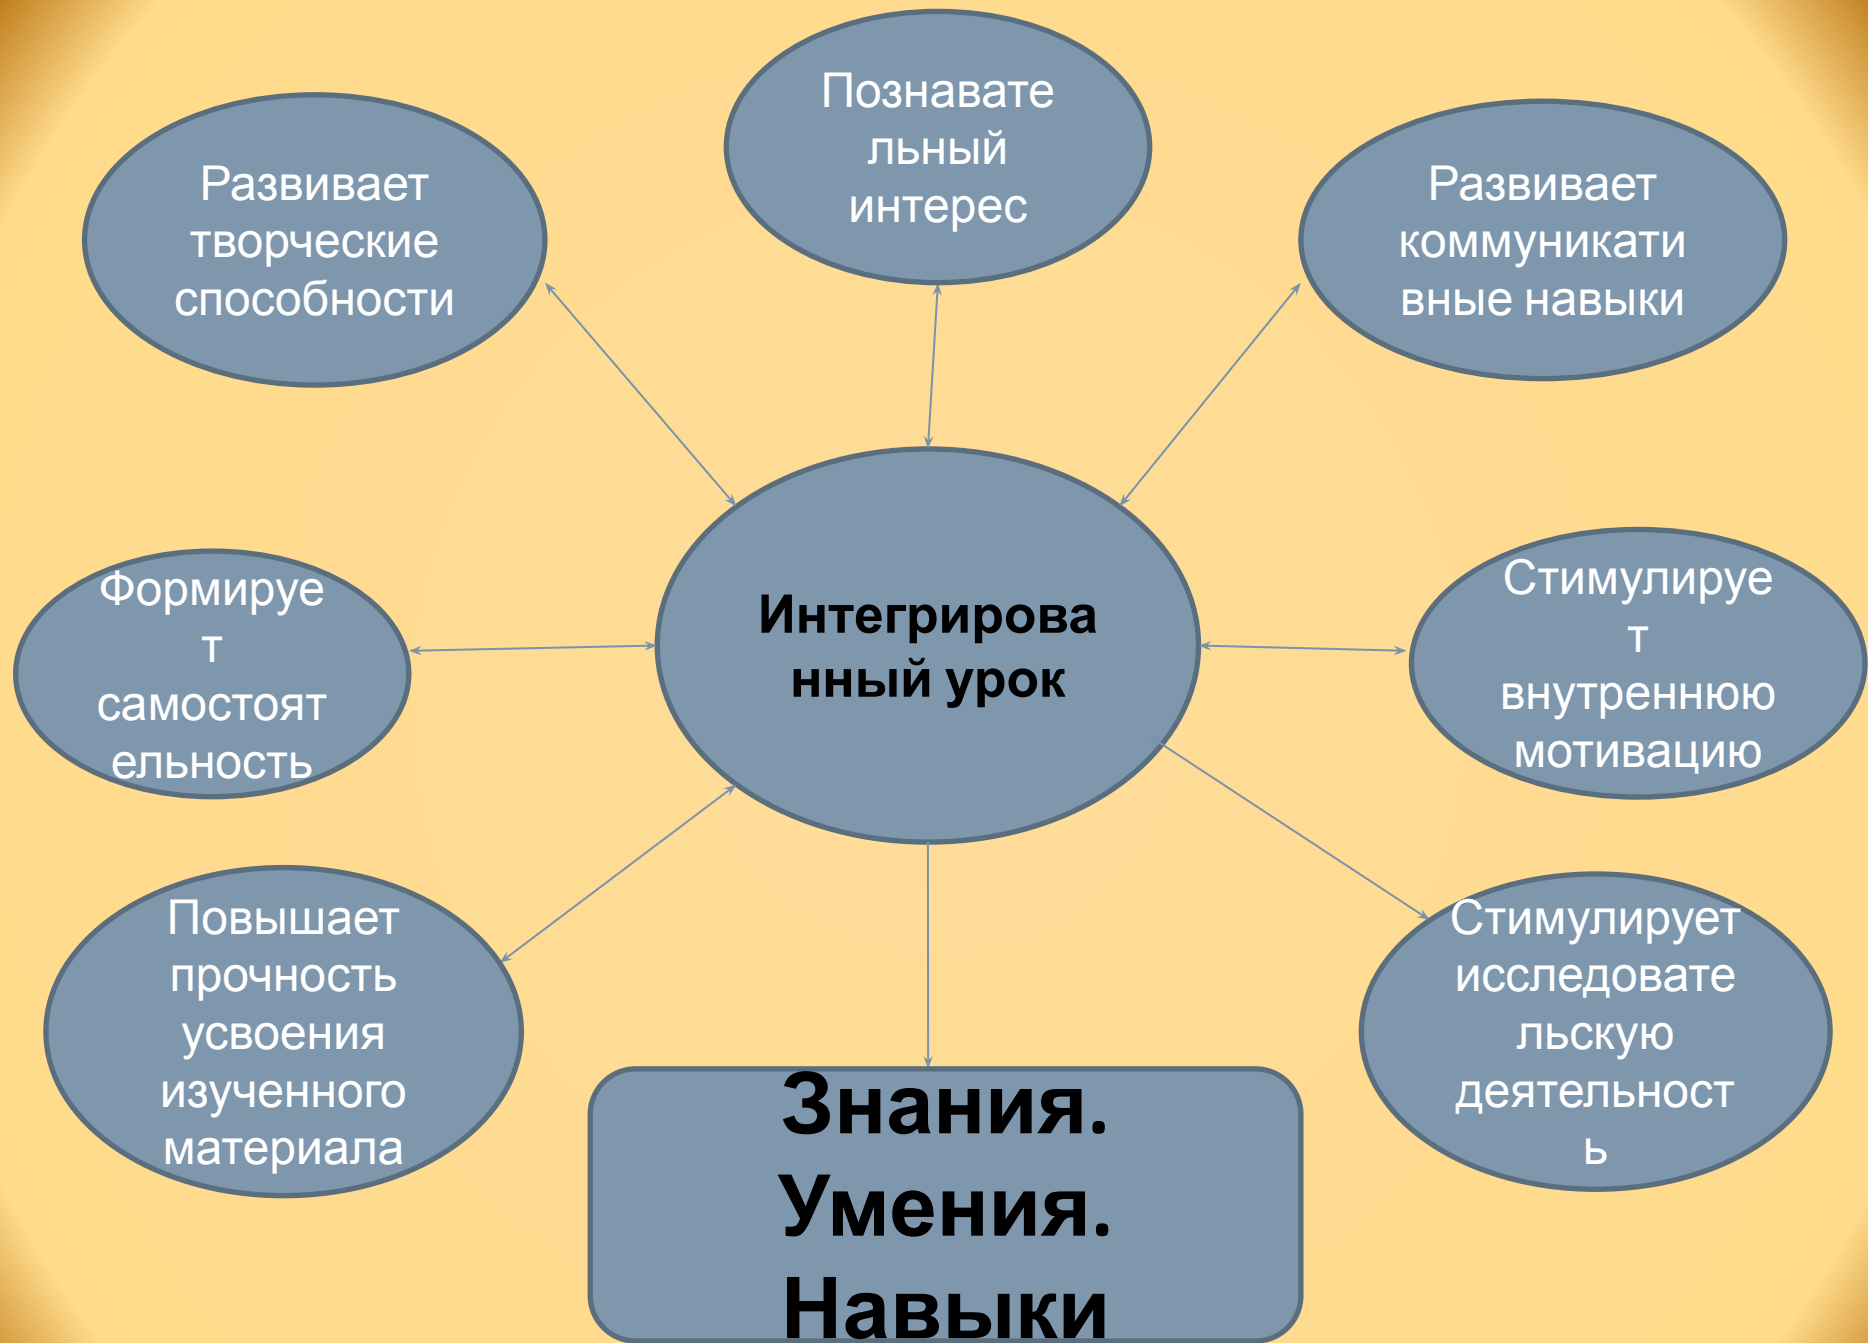 Познавате
льный
интерес
Развивает
творческие
способности
Развивает
коммуникати
вные навыки
Интегрирова
нный урок
Формируе
т
самостоят
ельность
Стимулируе
т
внутреннюю
мотивацию
Повышает
прочность
усвоения
изученного
материала
Стимулирует
исследовате
льскую
деятельност
ь
Знания.
Умения.
Навыки